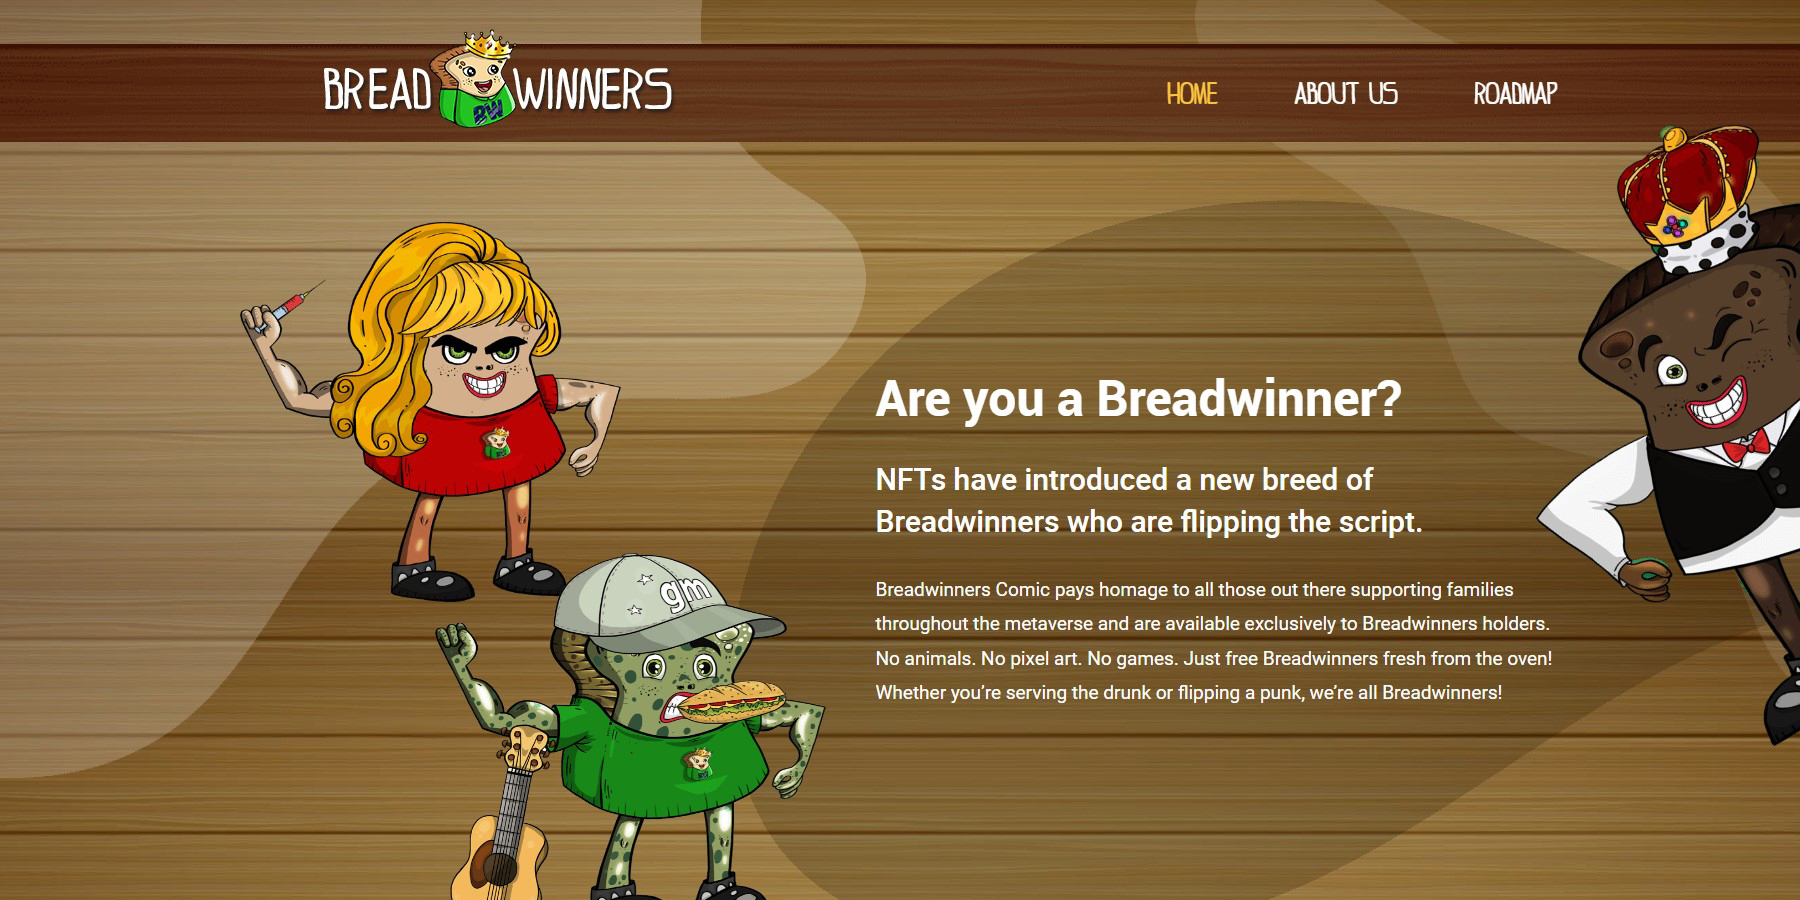 BREAD WINNERS
BW
HOME
ABOUT US
ROADMAP
gm
Are you a Breadwinner?
NFTs have introduced a new breed of
Breadwinners who are flipping the script.
Breadwinners Comic pays homage to all those out there supporting families
throughout the metaverse and are available exclusively to Breadwinners holders.
No animals. No pixel art. No games. Just free Breadwinners fresh from the oven!
Whether you’re serving the drunk or flipping a punk, we’re all Breadwinners!